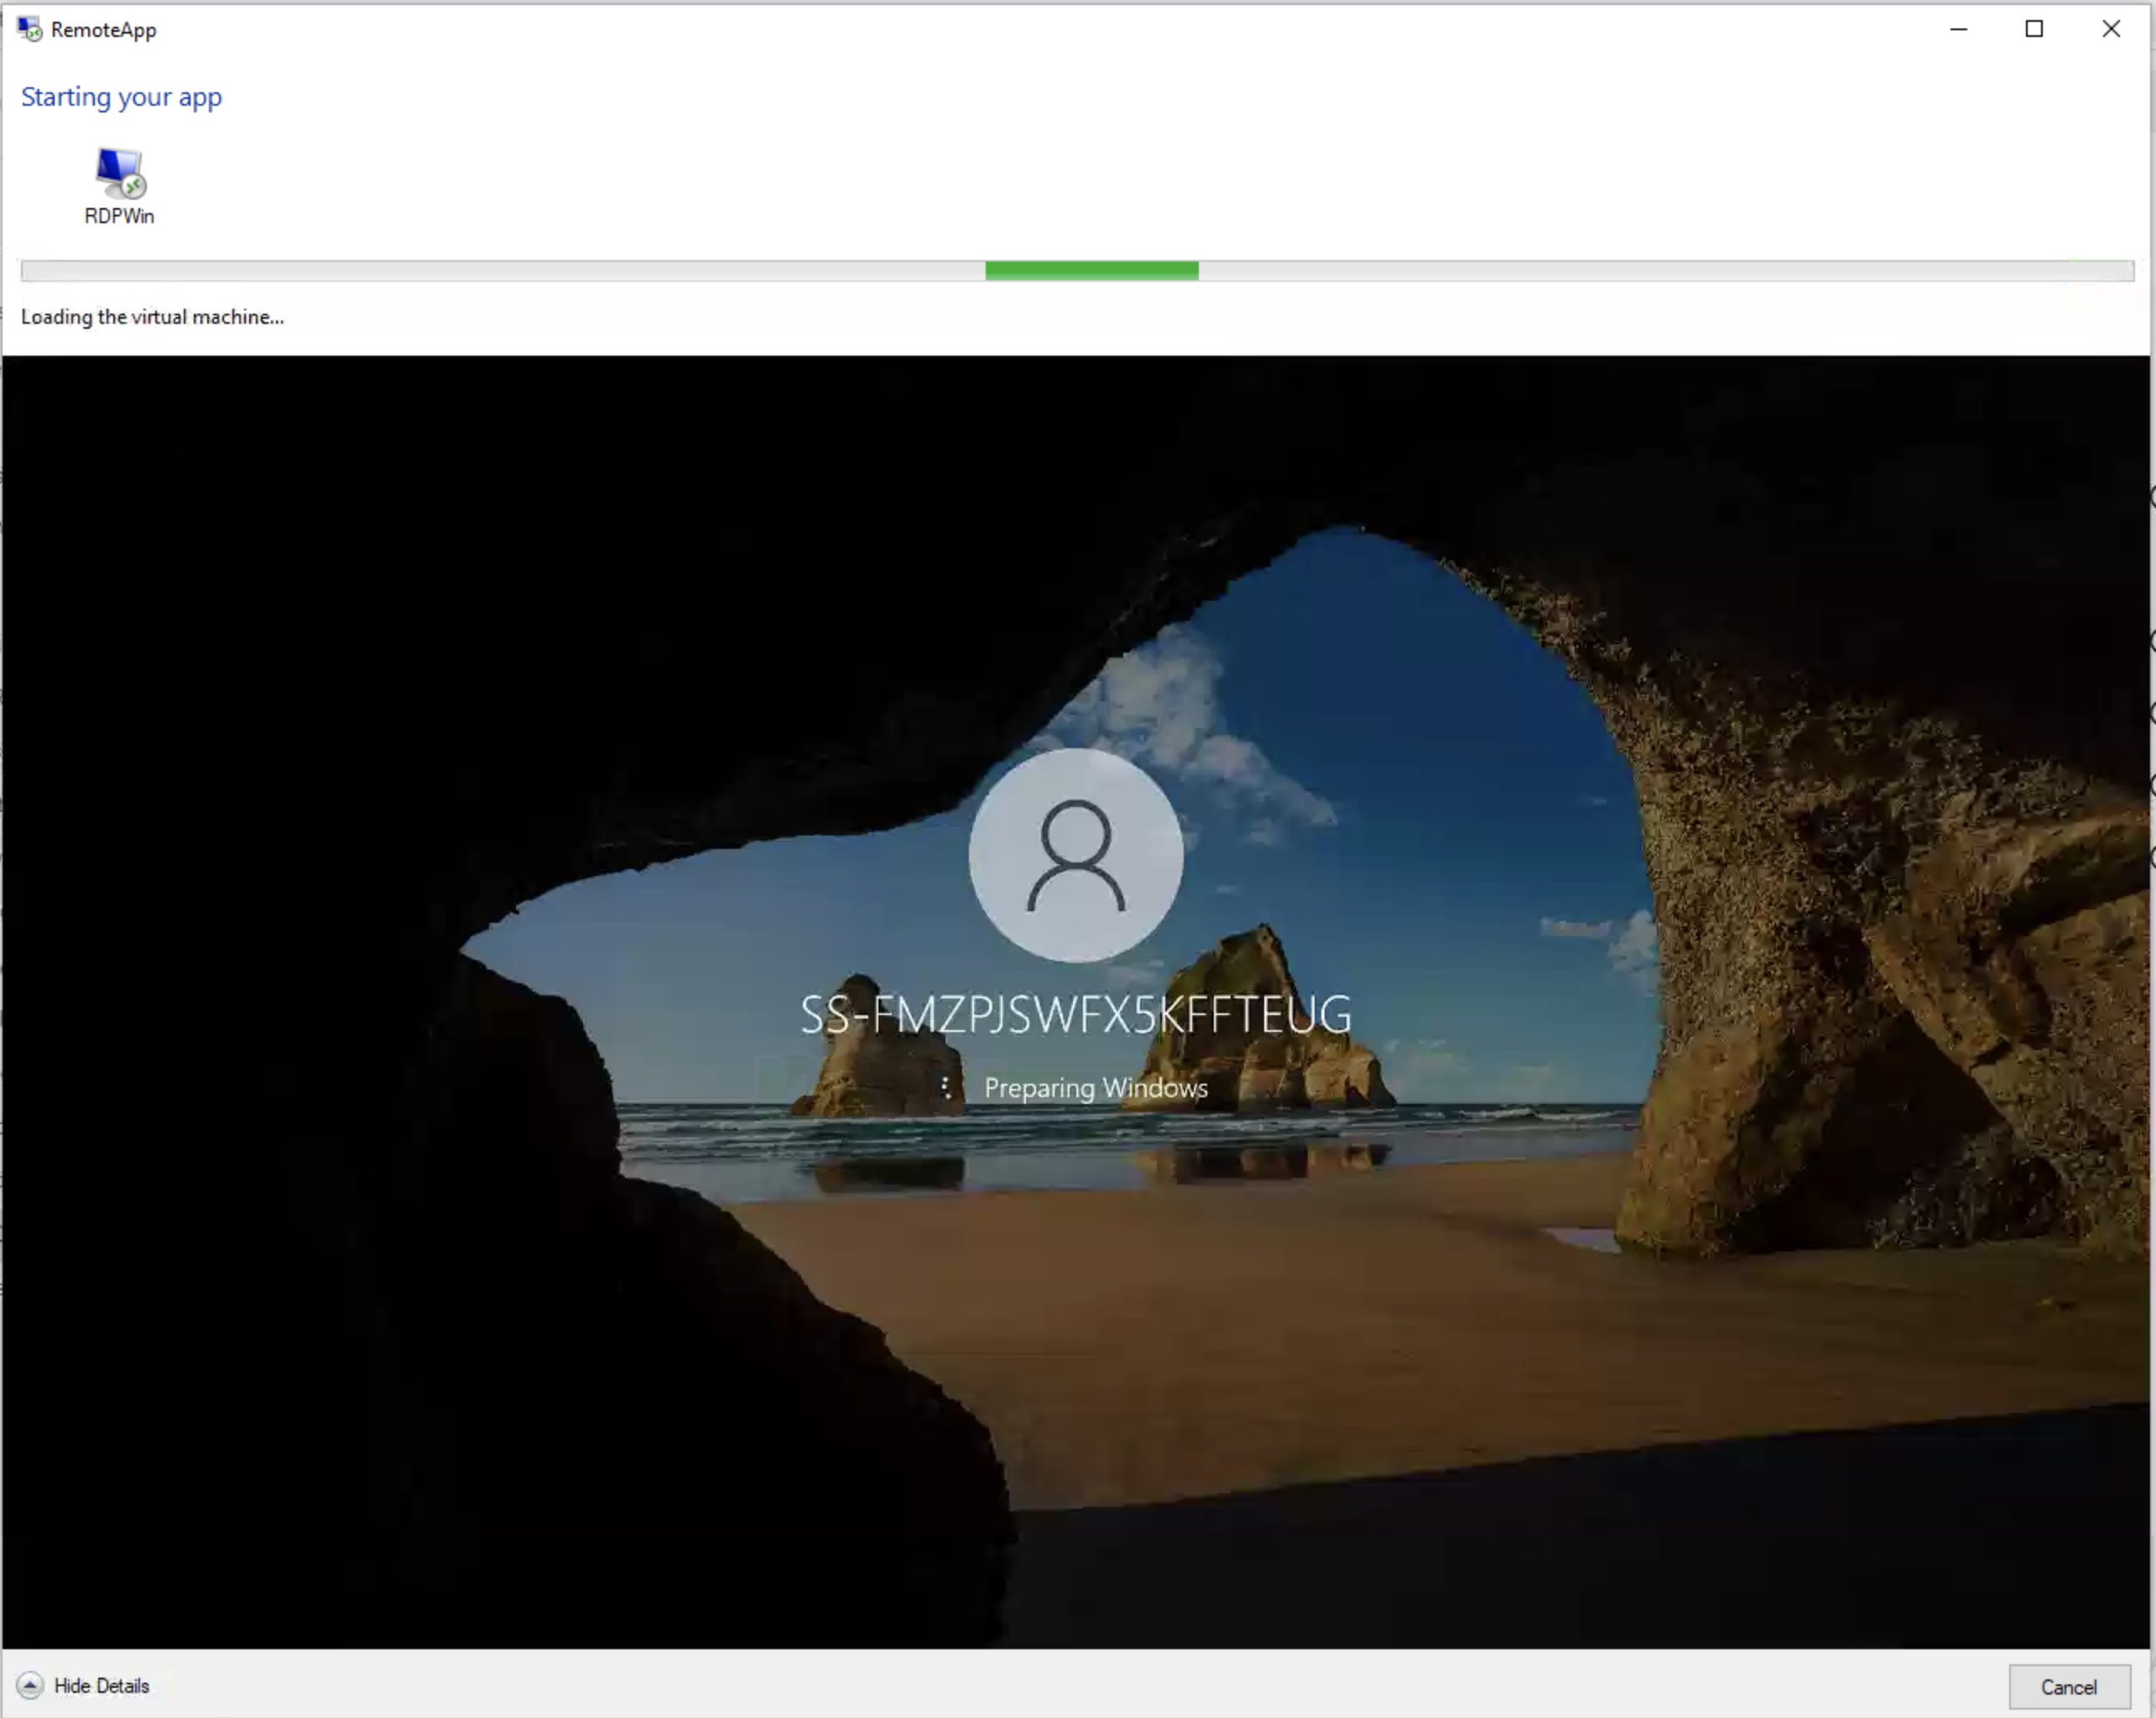 RemoteApp
Starting your app
RDPWin
Loading the virtual machine...
SS-FMZPJSWFX5KFFTEUG
Preparing Windows
Hide Details
Cancel